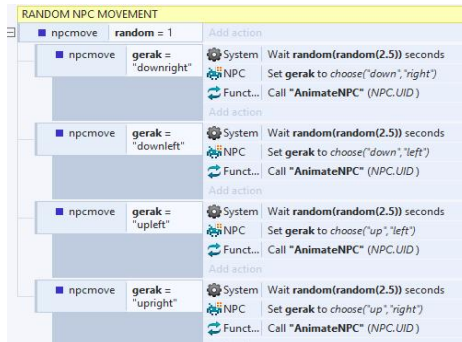 RANDOM NPC MOVEMENT
npcmove random = 1 Add action
npcmove gerak = "downright" System Wait random(random(2.5)) seconds
NPC Set gerak to choose("down","right")
Funct... Call "AnimateNPC" (NPC.UID )
Add action
npcmove gerak = "downleft" System Wait random(random(2.5)) seconds
NPC Set gerak to choose("down","left")
Funct... Call "AnimateNPC" (NPC.UID )
Add action
npcmove gerak = "upleft" System Wait random(random(2.5)) seconds
NPC Set gerak to choose("up","left")
Funct... Call "AnimateNPC" (NPC.UID )
Add action
npcmove gerak = "upright" System Wait random(random(2.5)) seconds
NPC Set gerak to choose("up","right")
Funct... Call "AnimateNPC" (NPC.UID )